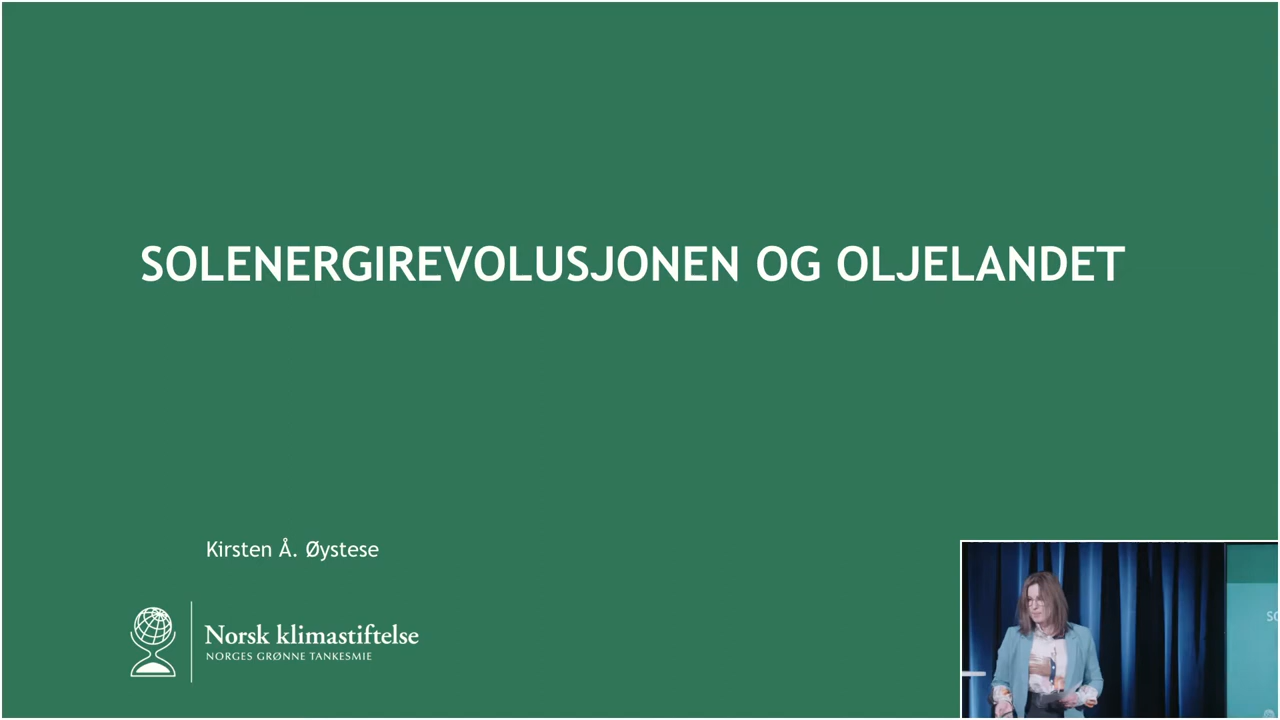 SOLENERGIREVOLUSJONEN OG OLJELANDET
Kirsten Å. Øystese
Norsk klimastiftelse
NORGES GRØNNE TANKESMIE